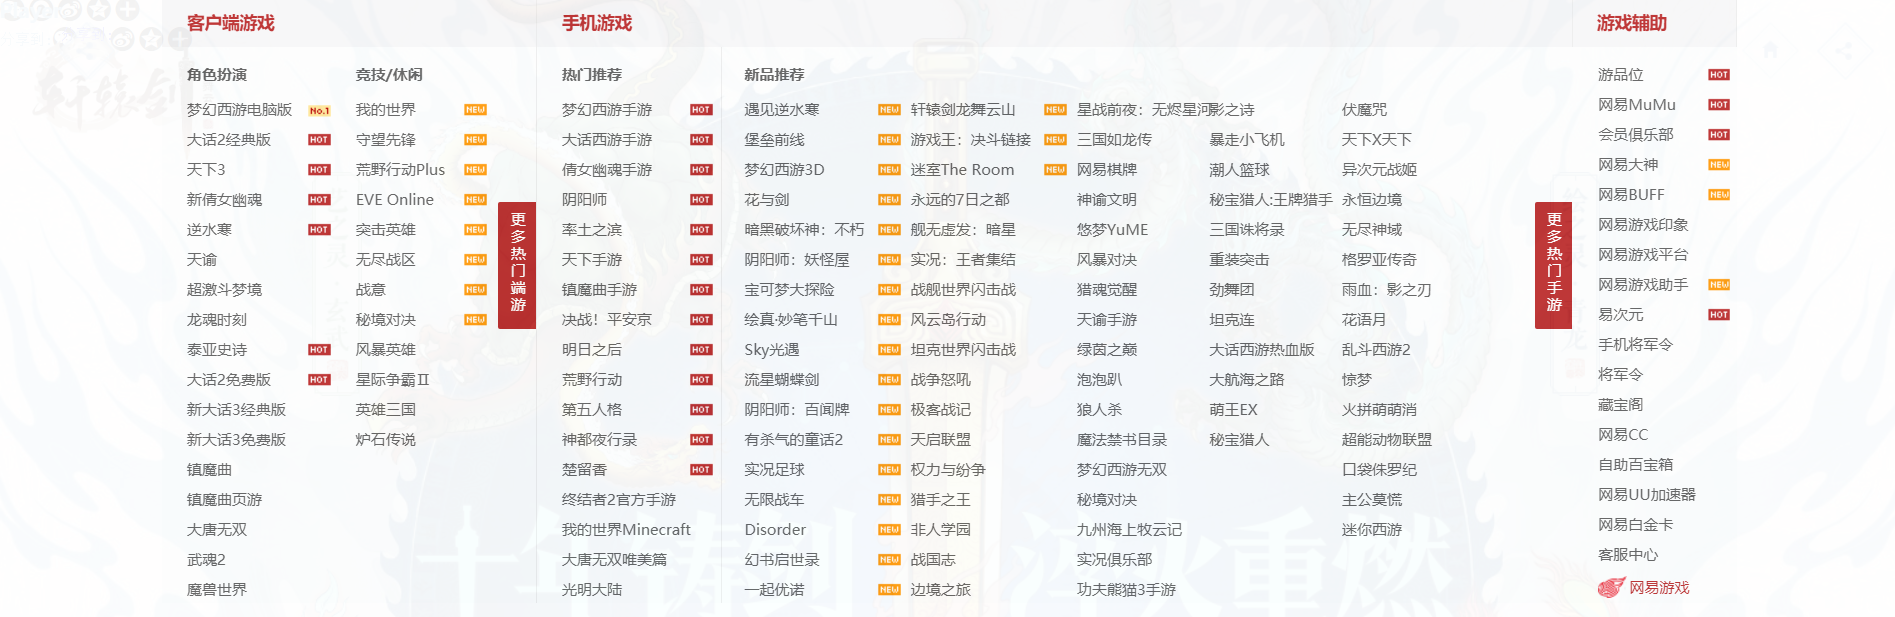 客户端游戏
角色扮演
梦幻西游电脑版 No.1
大话2经典版 HOT
天下3 HOT
新倩女幽魂 HOT
逆水寒 HOT
天谕
超激斗梦境
龙魂时刻
泰亚史诗 HOT
大话2免费版 HOT
新大话3经典版
新大话3免费版
镇魔曲
镇魔曲页游
大唐无双
武魂2
魔兽世界
竞技/休闲
我的世界 NEW
守望先锋 NEW
荒野行动Plus NEW
EVE Online NEW
突击英雄 NEW
无尽战区 NEW
战意 NEW
秘境对决 NEW
风暴英雄
星际争霸II
英雄三国
炉石传说
更多热门端游
手机游戏
热门推荐
梦幻西游手游 HOT
大话西游手游 HOT
倩女幽魂手游 HOT
阴阳师 HOT
率土之滨 HOT
天下手游 HOT
镇魔曲手游 HOT
决战！平安京 HOT
明日之后 HOT
荒野行动 HOT
第五人格 HOT
神都夜行录 HOT
楚留香 HOT
终结者2官方手游
我的世界Minecraft
大唐无双唯美篇
光明大陆
新品推荐
遇见逆水寒 NEW
堡垒前线 NEW
梦幻西游3D NEW
花与剑 NEW
暗黑破坏神：不朽 NEW
阴阳师：妖怪屋 NEW
宝可梦大探险 NEW
绘真·妙笔千山 NEW
Sky光遇 NEW
流星蝴蝶剑 NEW
阴阳师：百闻牌 NEW
有杀气的童话2 NEW
实况足球 NEW
无限战车 NEW
Disorder NEW
幻书启世录 NEW
一起优诺 NEW
轩辕剑龙舞云山 NEW
游戏王：决斗链接 NEW
迷室The Room NEW
永远的7日之都
舰无虚发：暗星
实况：王者集结
战舰世界闪击战
风云岛行动
坦克世界闪击战
战争怒吼
极客战记
天启联盟
权力与纷争
猎手之王
非人学园
战国志
边境之旅
星战前夜：无烬星河
三国如龙传
网易棋牌
神谕文明
悠梦YuME
风暴对决
猎魂觉醒
天谕手游
绿茵之巅
泡泡趴
狼人杀
魔法禁书目录
梦幻西游无双
秘境对决
九州海上牧云记
实况俱乐部
功夫熊猫3手游
影之诗
暴走小飞机
潮人篮球
秘宝猎人:王牌猎手
三国诛将录
重装突击
劲舞团
坦克连
大话西游热血版
大航海之路
萌王EX
秘宝猎人
伏魔咒
天下X天下
异次元战姬
永恒边境
无尽神域
格罗亚传奇
雨血：影之刃
花语月
乱斗西游2
惊梦
火拼萌萌消
超能动物联盟
口袋侏罗纪
主公莫慌
迷你西游
更多热门手游
游戏辅助
游品位 HOT
网易MuMu HOT
会员俱乐部 HOT
网易大神 NEW
网易BUFF NEW
网易游戏印象
网易游戏平台
网易游戏助手 NEW
易次元 HOT
手机将军令
将军令
藏宝阁
网易CC
自助百宝箱
网易UU加速器
网易白金卡
客服中心
网易游戏
轩辕剑
十年铸剑 浴火重燃